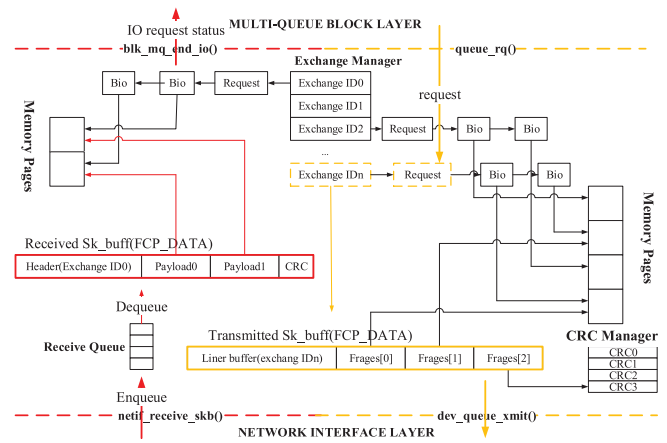 MULTI-QUEUE BLOCK LAYER
IO request status
blk_mq_end_io()
queue_rq()
Exchange Manager
Bio
Bio
Request
Exchange ID0
Exchange ID1
Exchange ID2
...
Exchange IDn
request
Request
Bio
Bio
Request
Bio
Bio
Memory Pages
Memory Pages
Received Sk_buff(FCP_DATA)
Header(Exchange ID0)
Payload0
Payload1
CRC
Dequeue
Receive Queue
Enqueue
Transmitted Sk_buff(FCP_DATA)
Liner buffer(exchang IDn)
Frages[0]
Frages[1]
Frages[2]
CRC Manager
CRC0
CRC1
CRC2
CRC3
netif_receive_skb()
dev_queue_xmit()
NETWORK INTERFACE LAYER